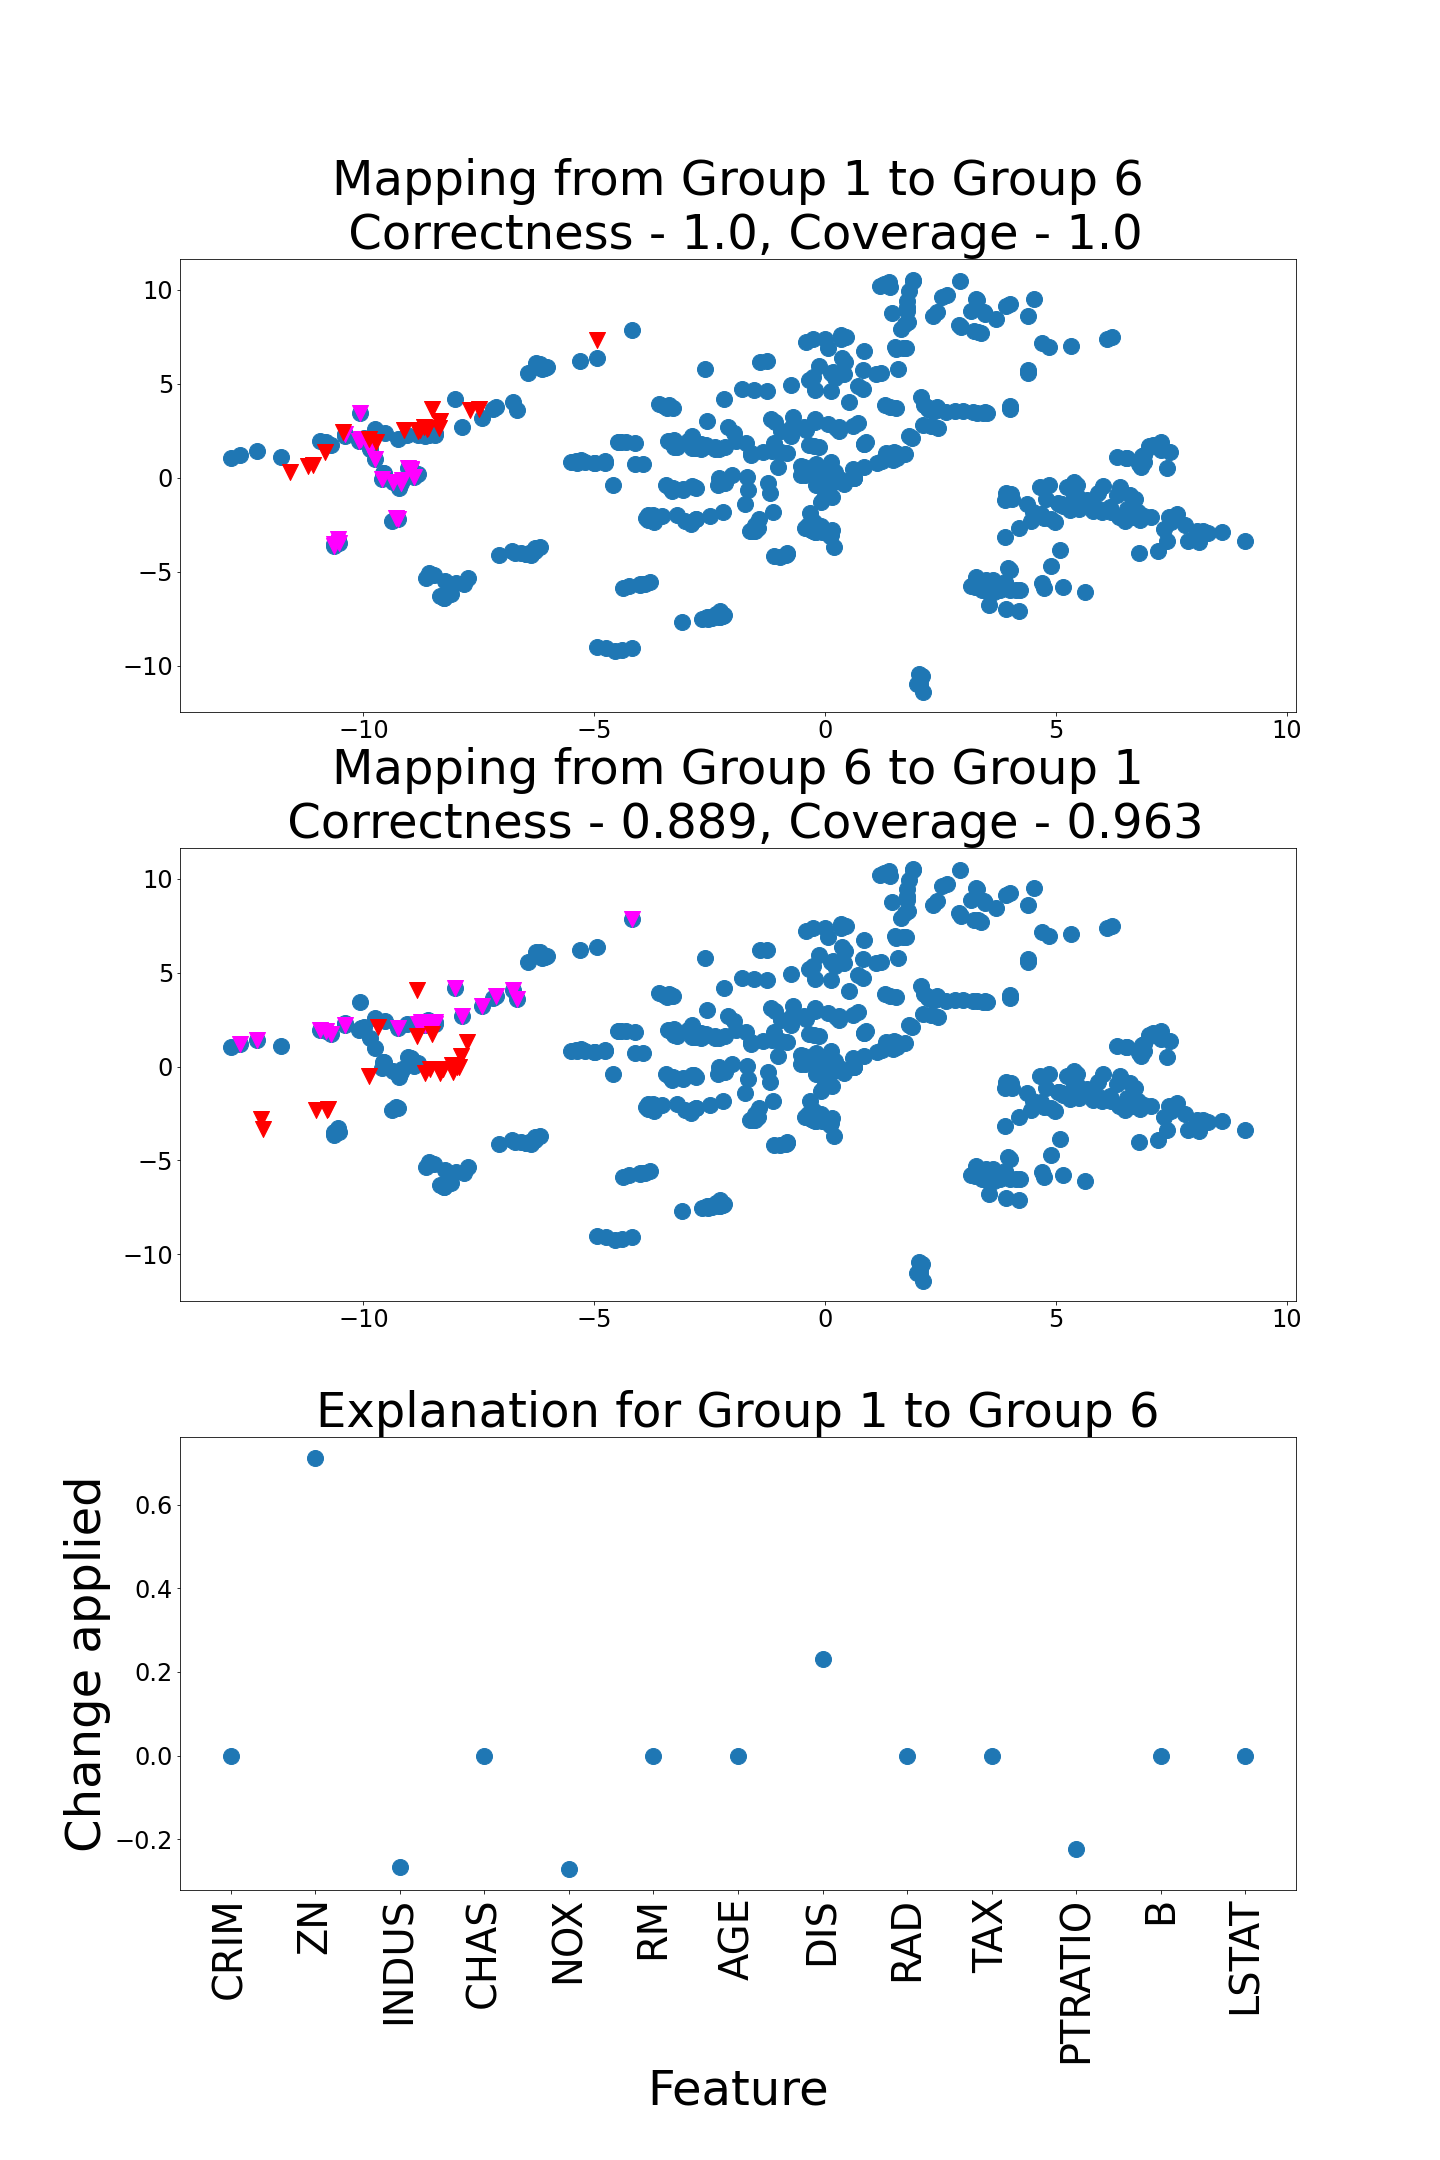 Mapping from Group 1 to Group 6
Correctness - 1.0, Coverage - 1.0
10
5
0
−5
−10
−10 −5 0 5 10
Mapping from Group 6 to Group 1
Correctness - 0.889, Coverage - 0.963
10
5
0
−5
−10
−10 −5 0 5 10
Explanation for Group 1 to Group 6
Change applied
0.6
0.4
0.2
0.0
−0.2
CRIM ZN INDUS CHAS NOX RM AGE DIS RAD TAX PTRATIO B LSTAT
Feature